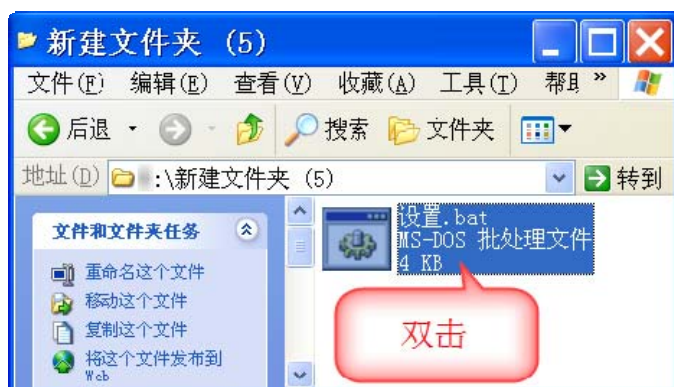 新建文件夹 (5)
文件(F) 编辑(E) 查看(V) 收藏(A) 工具(T) 帮 »
后退 搜索 文件夹
地址(D) :\新建文件夹 (5) 转到
文件和文件夹任务
重命名这个文件
移动这个文件
复制这个文件
将这个文件发布到
Web
设置.bat
MS-DOS 批处理文件
4 KB
双击